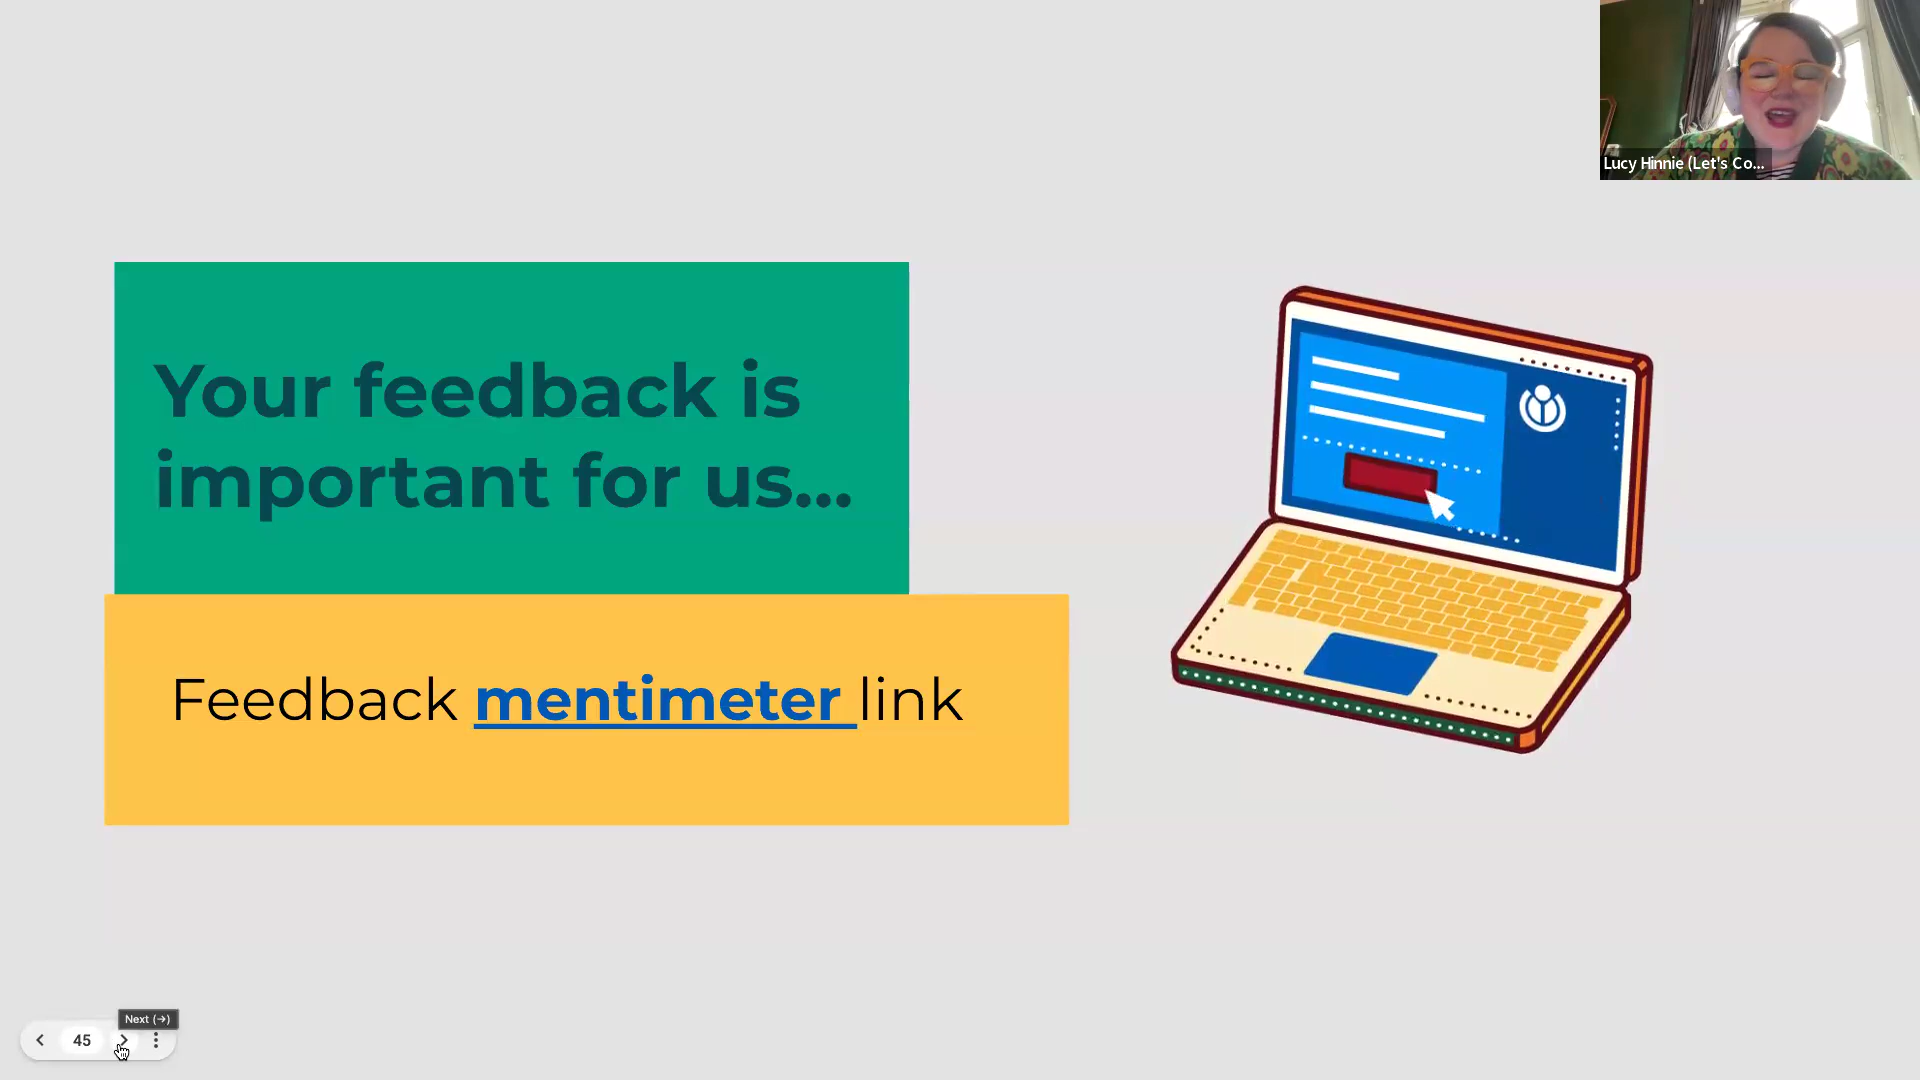 Lucy Hinnie (Let's Co...
Your feedback is
important for us...
Feedback mentimeter link
Next (→)
45